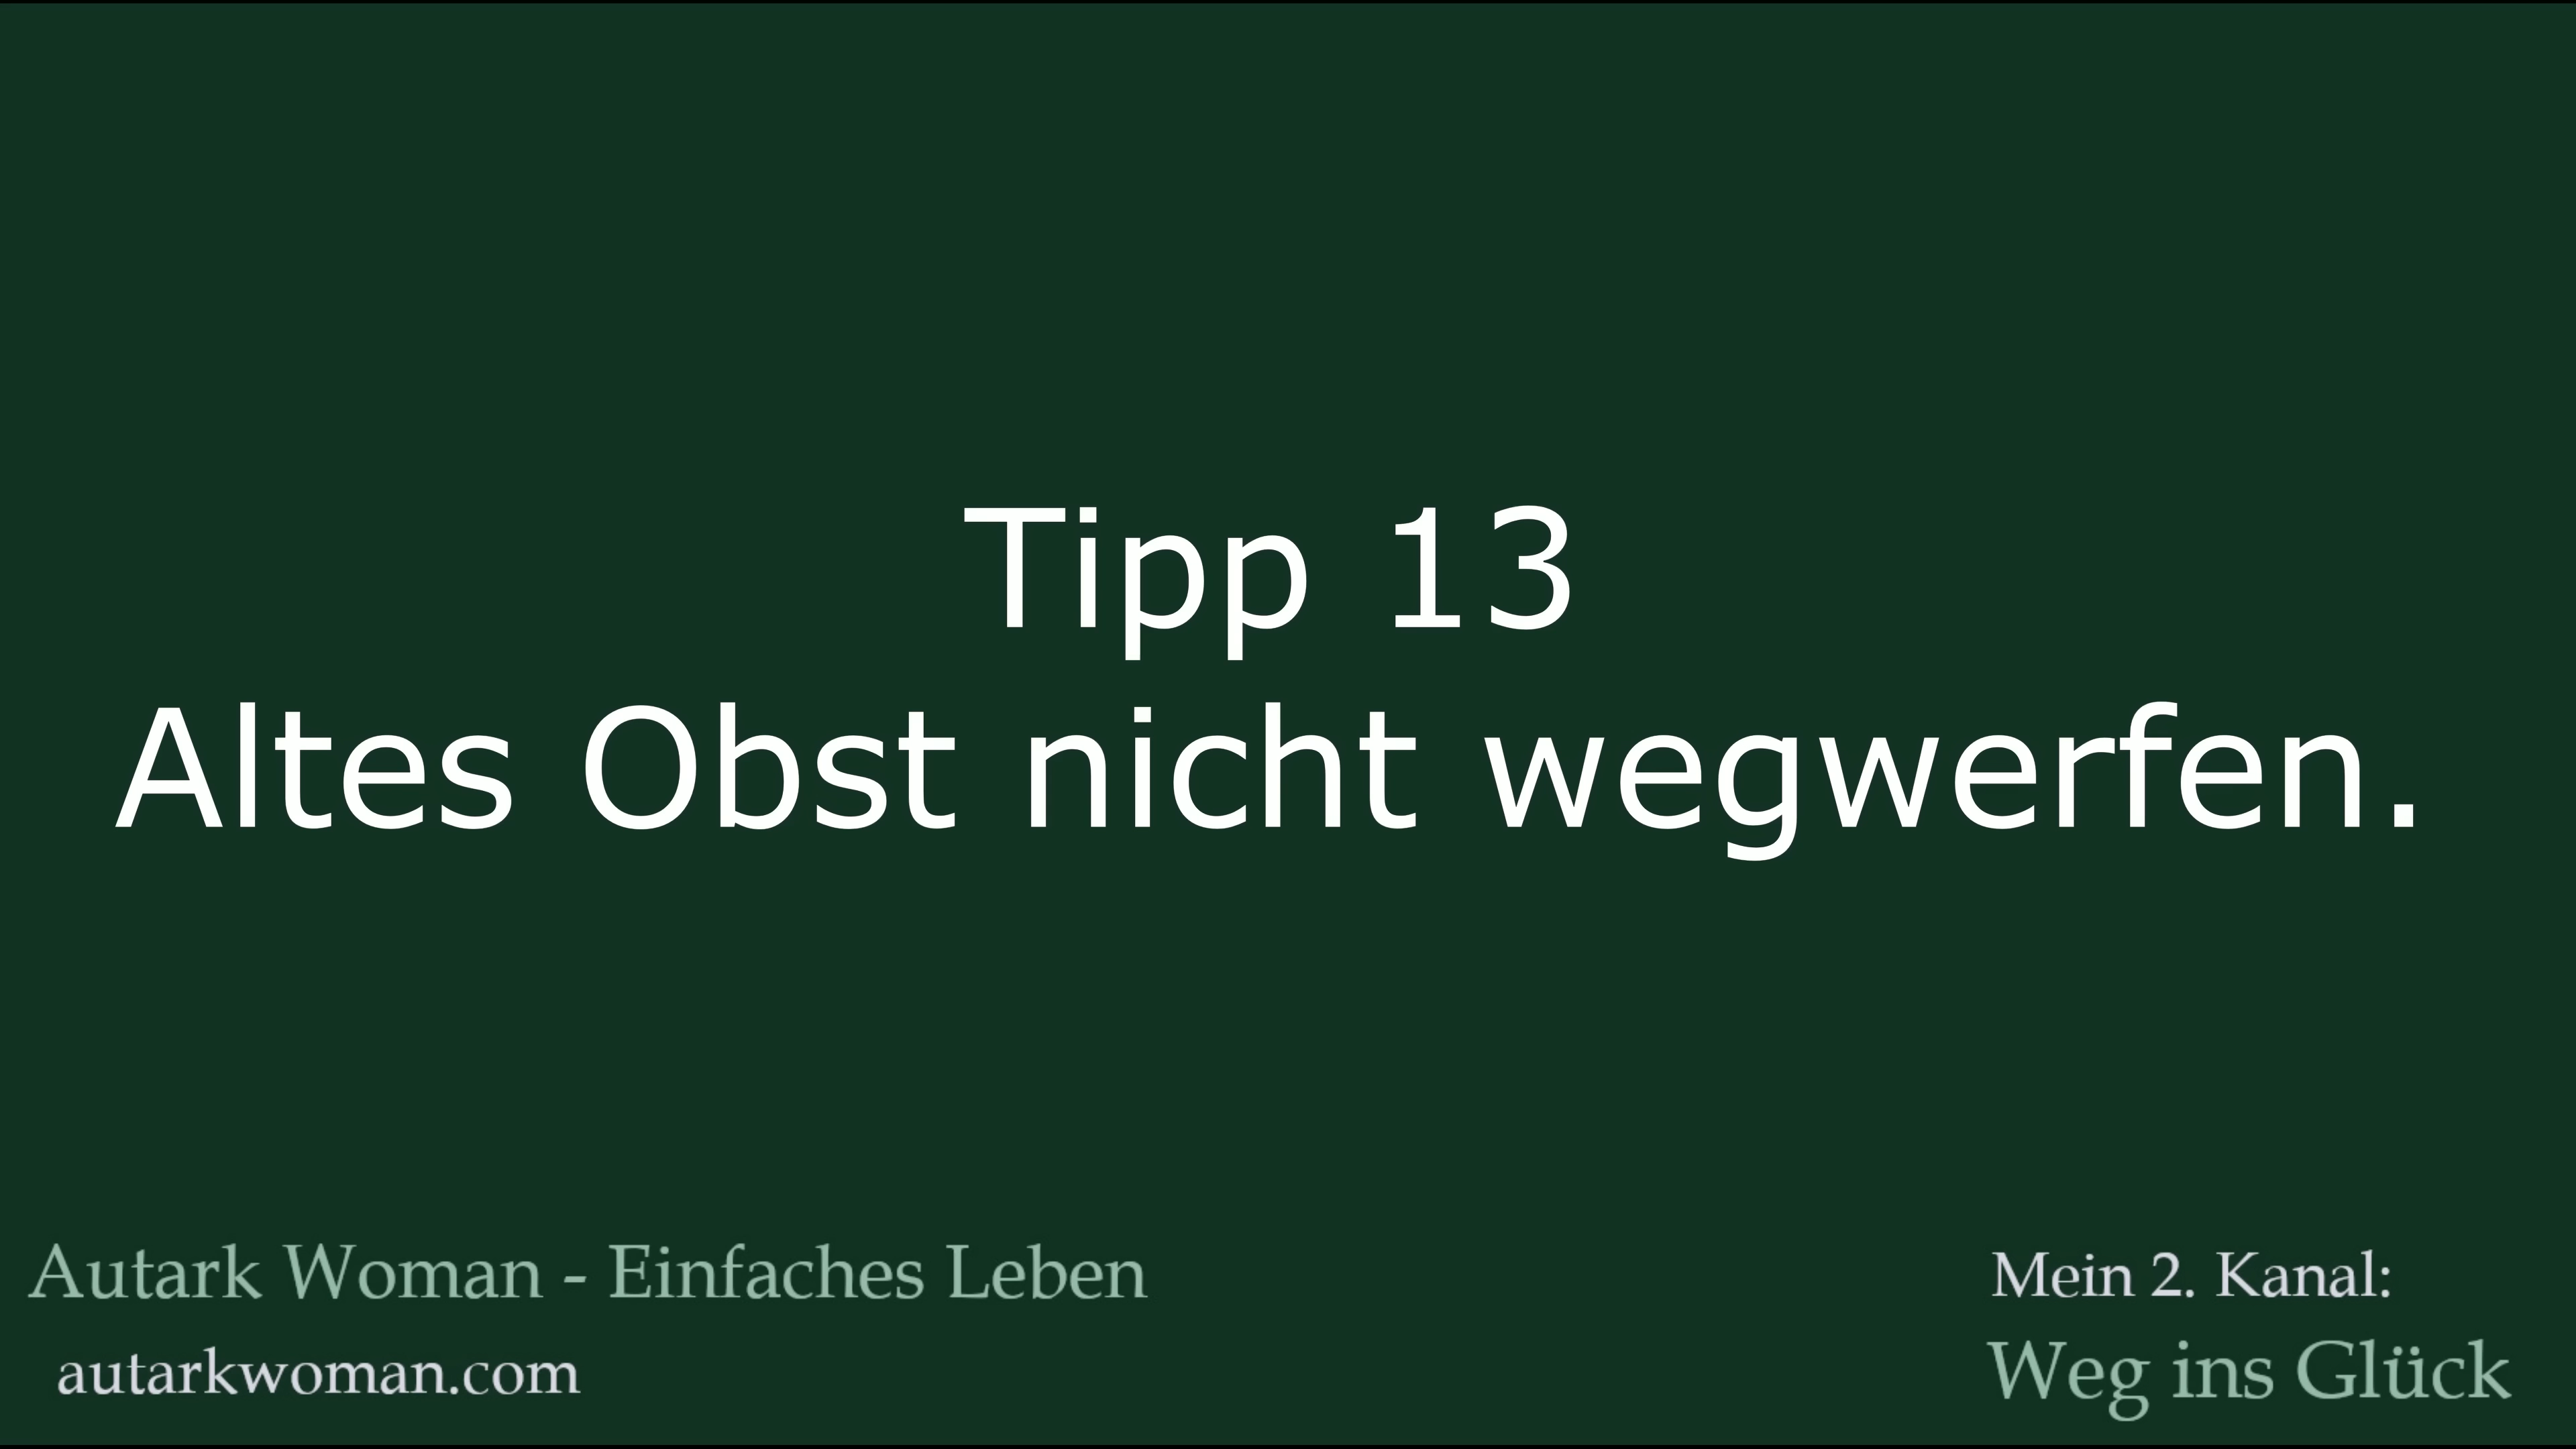 Tipp 13
Altes Obst nicht wegwerfen.
Autark Woman - Einfaches Leben
autarkwoman.com
Mein 2. Kanal:
Weg ins Glück